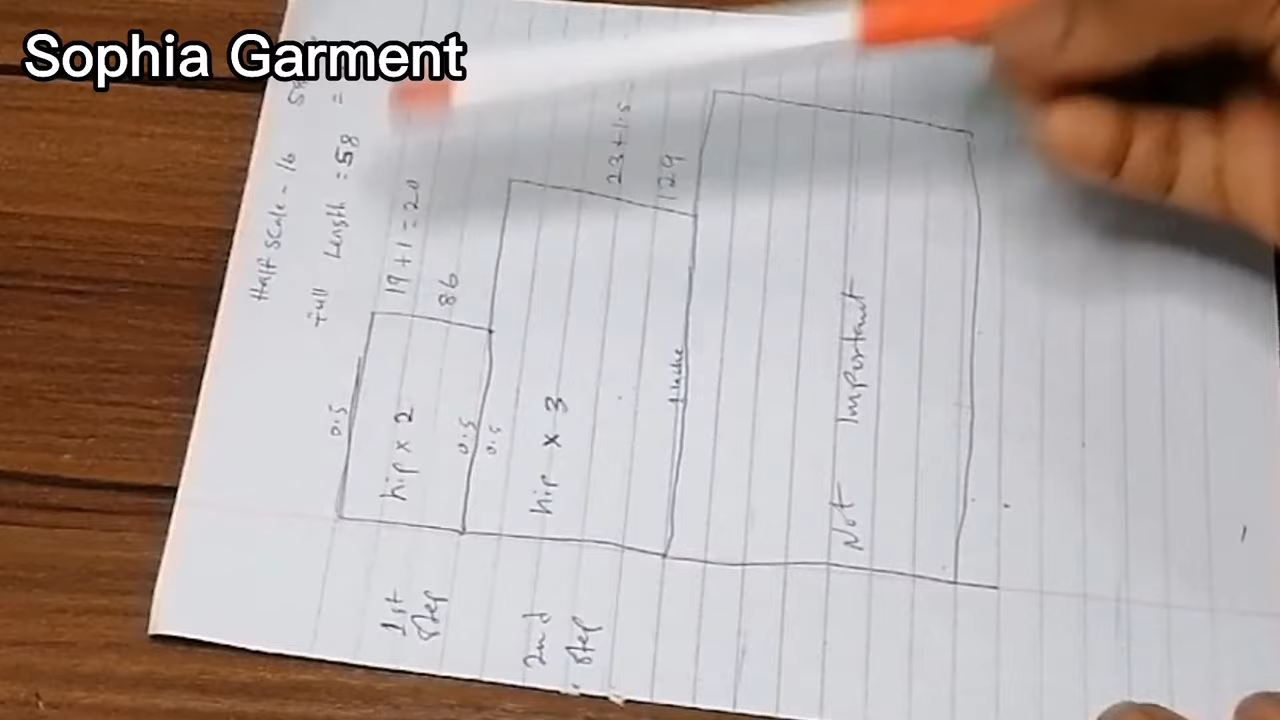 Sophia Garment
Half Scale - 16
Full Length = 58 =
0.5
19 + 1 = 20
86
hip x 2
0.5
0.5
1st
step
23 + 1.5
129
hip x 3
2nd
step
Not Important